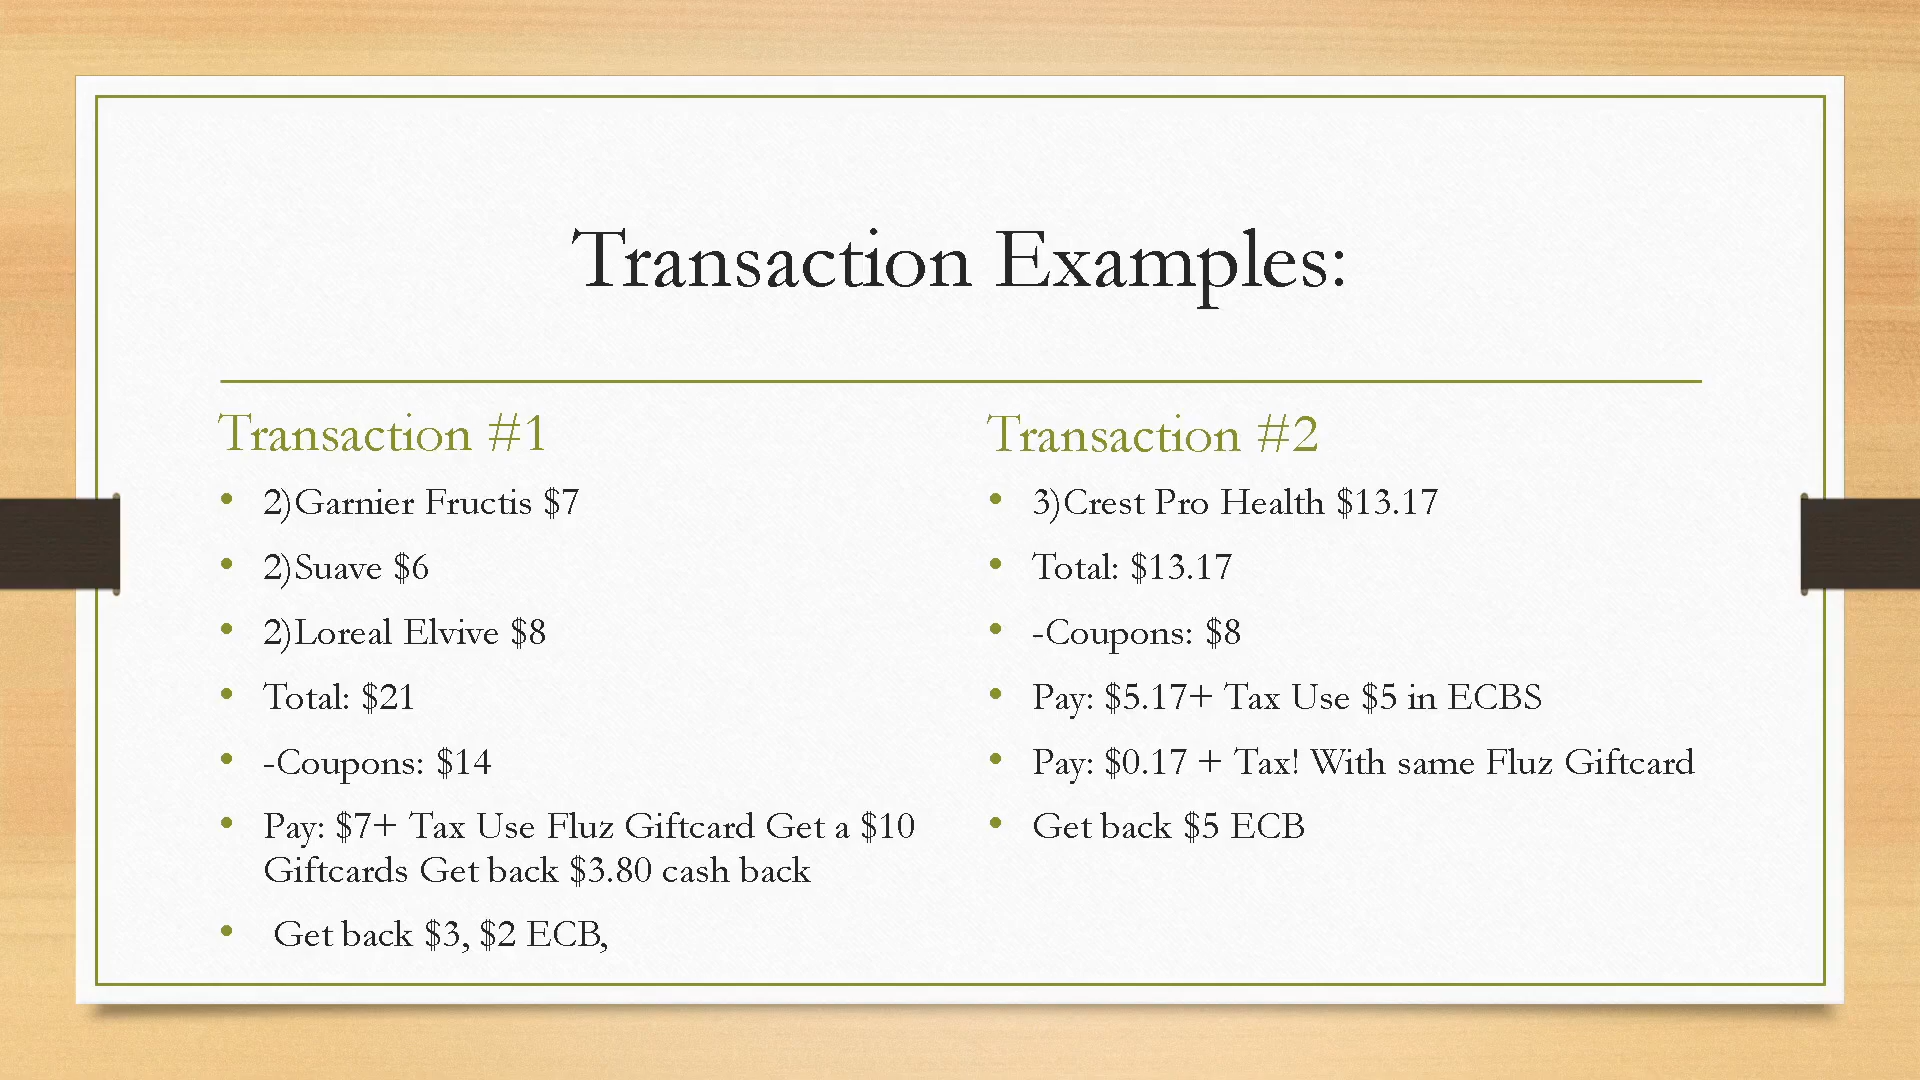 Transaction Examples:
Transaction #1
• 2)Garnier Fructis $7
• 2)Suave $6
• 2)Loreal Elvive $8
• Total: $21
• -Coupons: $14
• Pay: $7+ Tax Use Fluz Giftcard Get a $10
Giftcards Get back $3.80 cash back
• Get back $3, $2 ECB,
Transaction #2
• 3)Crest Pro Health $13.17
• Total: $13.17
• -Coupons: $8
• Pay: $5.17+ Tax Use $5 in ECBS
• Pay: $0.17 + Tax! With same Fluz Giftcard
• Get back $5 ECB